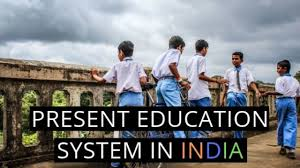 PRESENT EDUCATION
SYSTEM IN INDIA